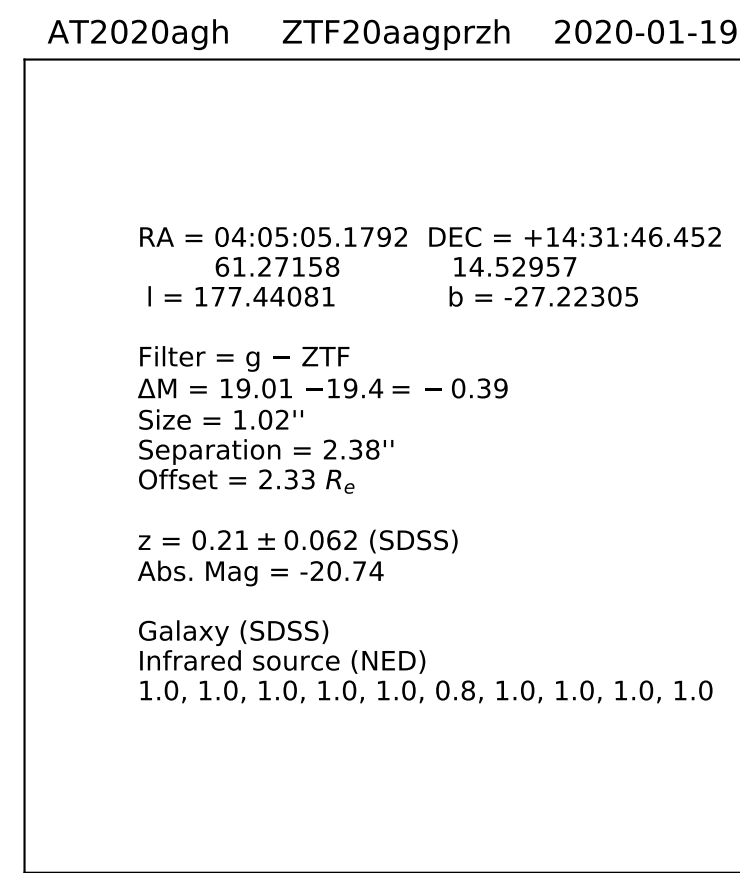 AT2020agh ZTF20aagprzh 2020-01-19
RA = 04:05:05.1792 DEC = +14:31:46.452
61.27158 14.52957
l = 177.44081 b = -27.22305
Filter = g − ZTF
ΔM = 19.01 −19.4 = − 0.39
Size = 1.02''
Separation = 2.38''
Offset = 2.33 Re
z = 0.21 ± 0.062 (SDSS)
Abs. Mag = -20.74
Galaxy (SDSS)
Infrared source (NED)
1.0, 1.0, 1.0, 1.0, 1.0, 0.8, 1.0, 1.0, 1.0, 1.0